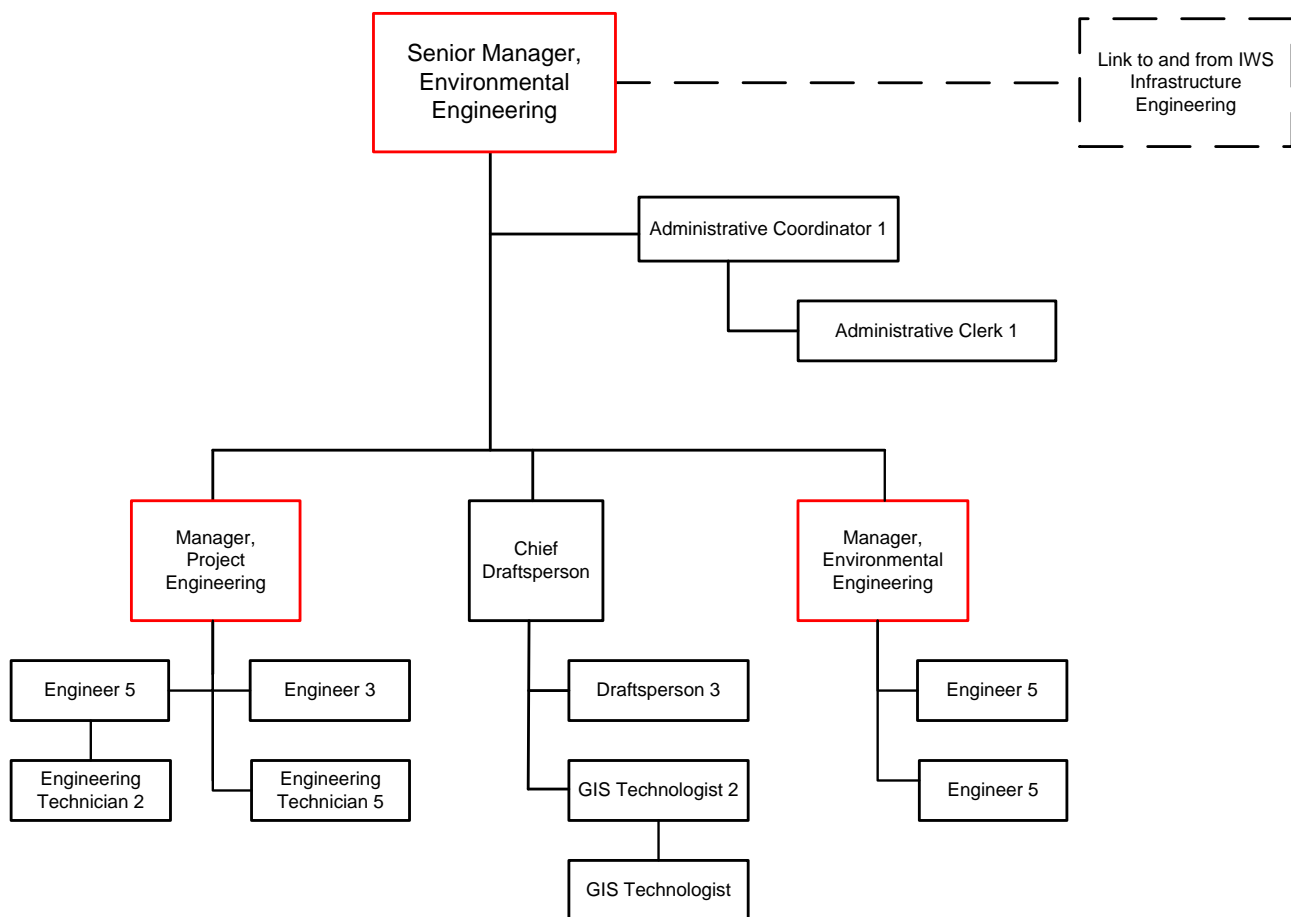 Senior Manager,
Environmental
Engineering
Link to and from IWS
Infrastructure
Engineering
Administrative Coordinator 1
Administrative Clerk 1
Manager,
Project
Engineering
Chief
Draftsperson
Manager,
Environmental
Engineering
Engineer 5
Engineer 3
Draftsperson 3
Engineer 5
Engineering
Technician 2
Engineering
Technician 5
GIS Technologist 2
Engineer 5
GIS Technologist